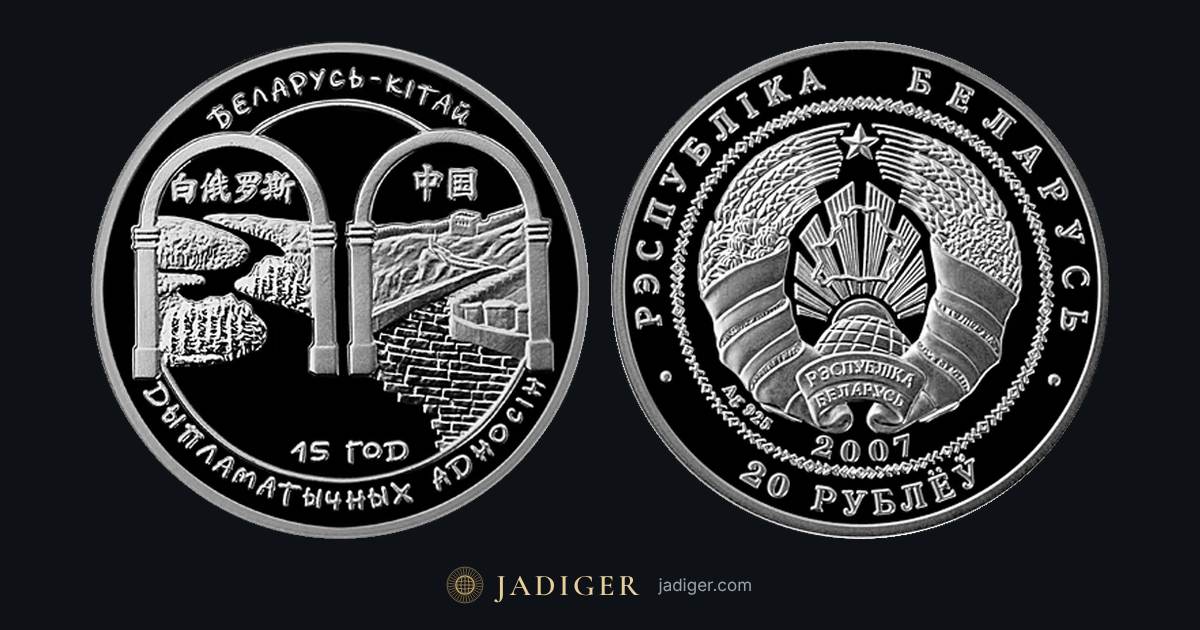 БЕЛАРУСЬ-КІТАЙ
白俄罗斯
中国
15 ГОД
ДЫПЛАМАТЫЧНЫХ АДНОСІН
РЭСПУБЛІКА БЕЛАРУСЬ
РЭСПУБЛІКА
БЕЛАРУСЬ
Ag 925
2007
20 РУБЛЁЎ
JADIGER jadiger.com